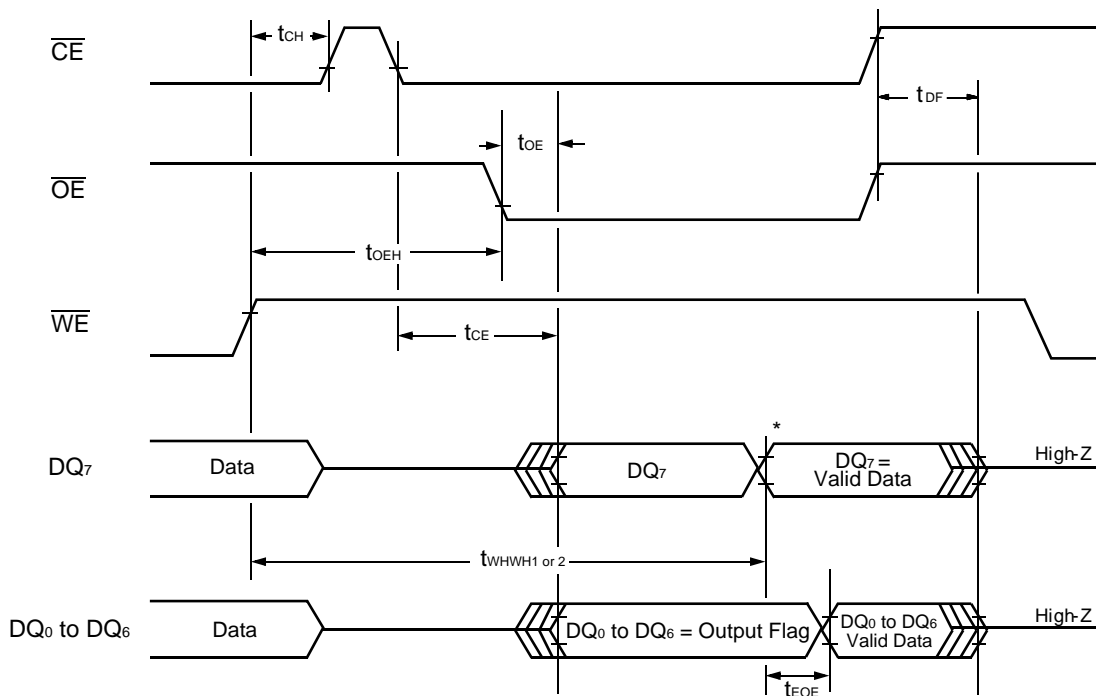 CE
tCH
tDF
OE
tOE
tOEH
WE
tCE
*
DQ7
Data
DQ7
DQ7 =
Valid Data
High-Z
tWHWH1 or 2
DQ0 to DQ6
Data
DQ0 to DQ6 = Output Flag
DQ0 to DQ6
Valid Data
High-Z
tEOE